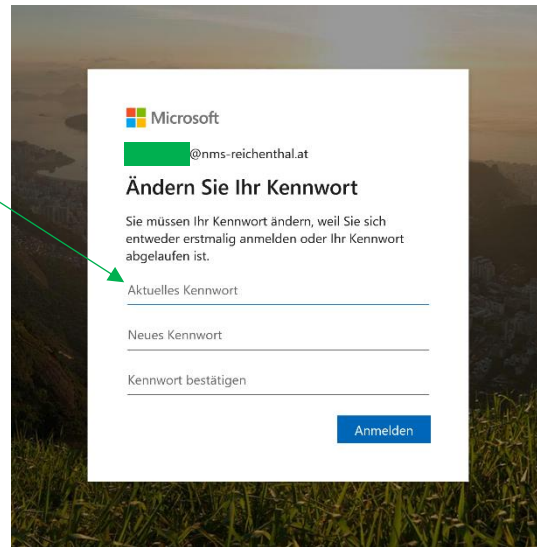 Microsoft
@nms-reichenthal.at
Ändern Sie Ihr Kennwort
Sie müssen Ihr Kennwort ändern, weil Sie sich
entweder erstmalig anmelden oder Ihr Kennwort
abgelaufen ist.
Aktuelles Kennwort
Neues Kennwort
Kennwort bestätigen
Anmelden